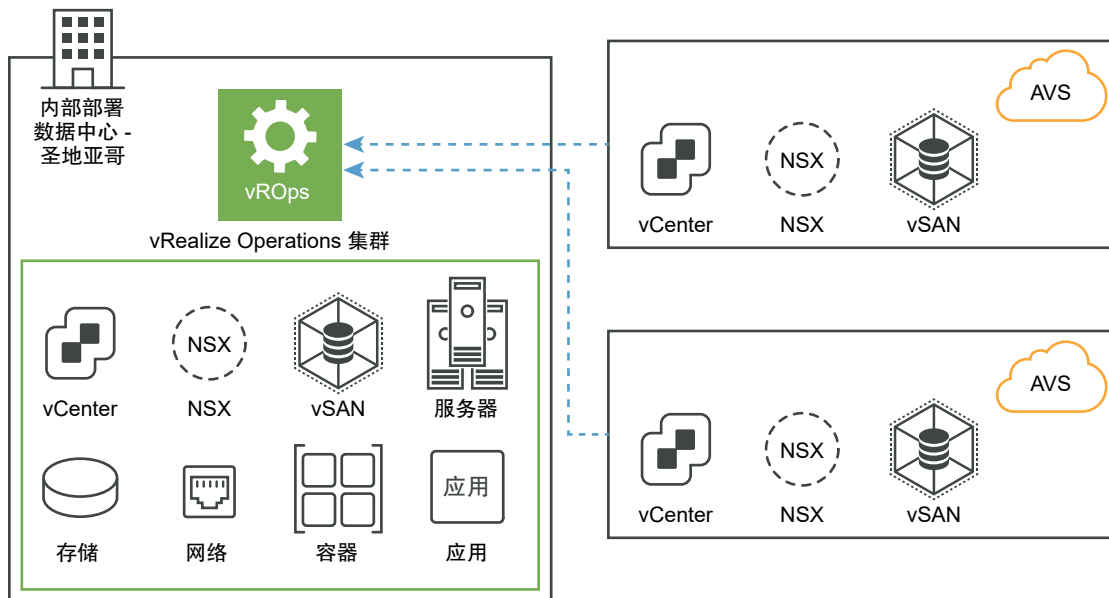 内部部署
数据中心 -
圣地亚哥
vROps
vRealize Operations 集群
NSX
vCenter
NSX
vSAN
服务器
应用
存储
网络
容器
应用
AVS
NSX
vCenter
NSX
vSAN
AVS
NSX
vCenter
NSX
vSAN